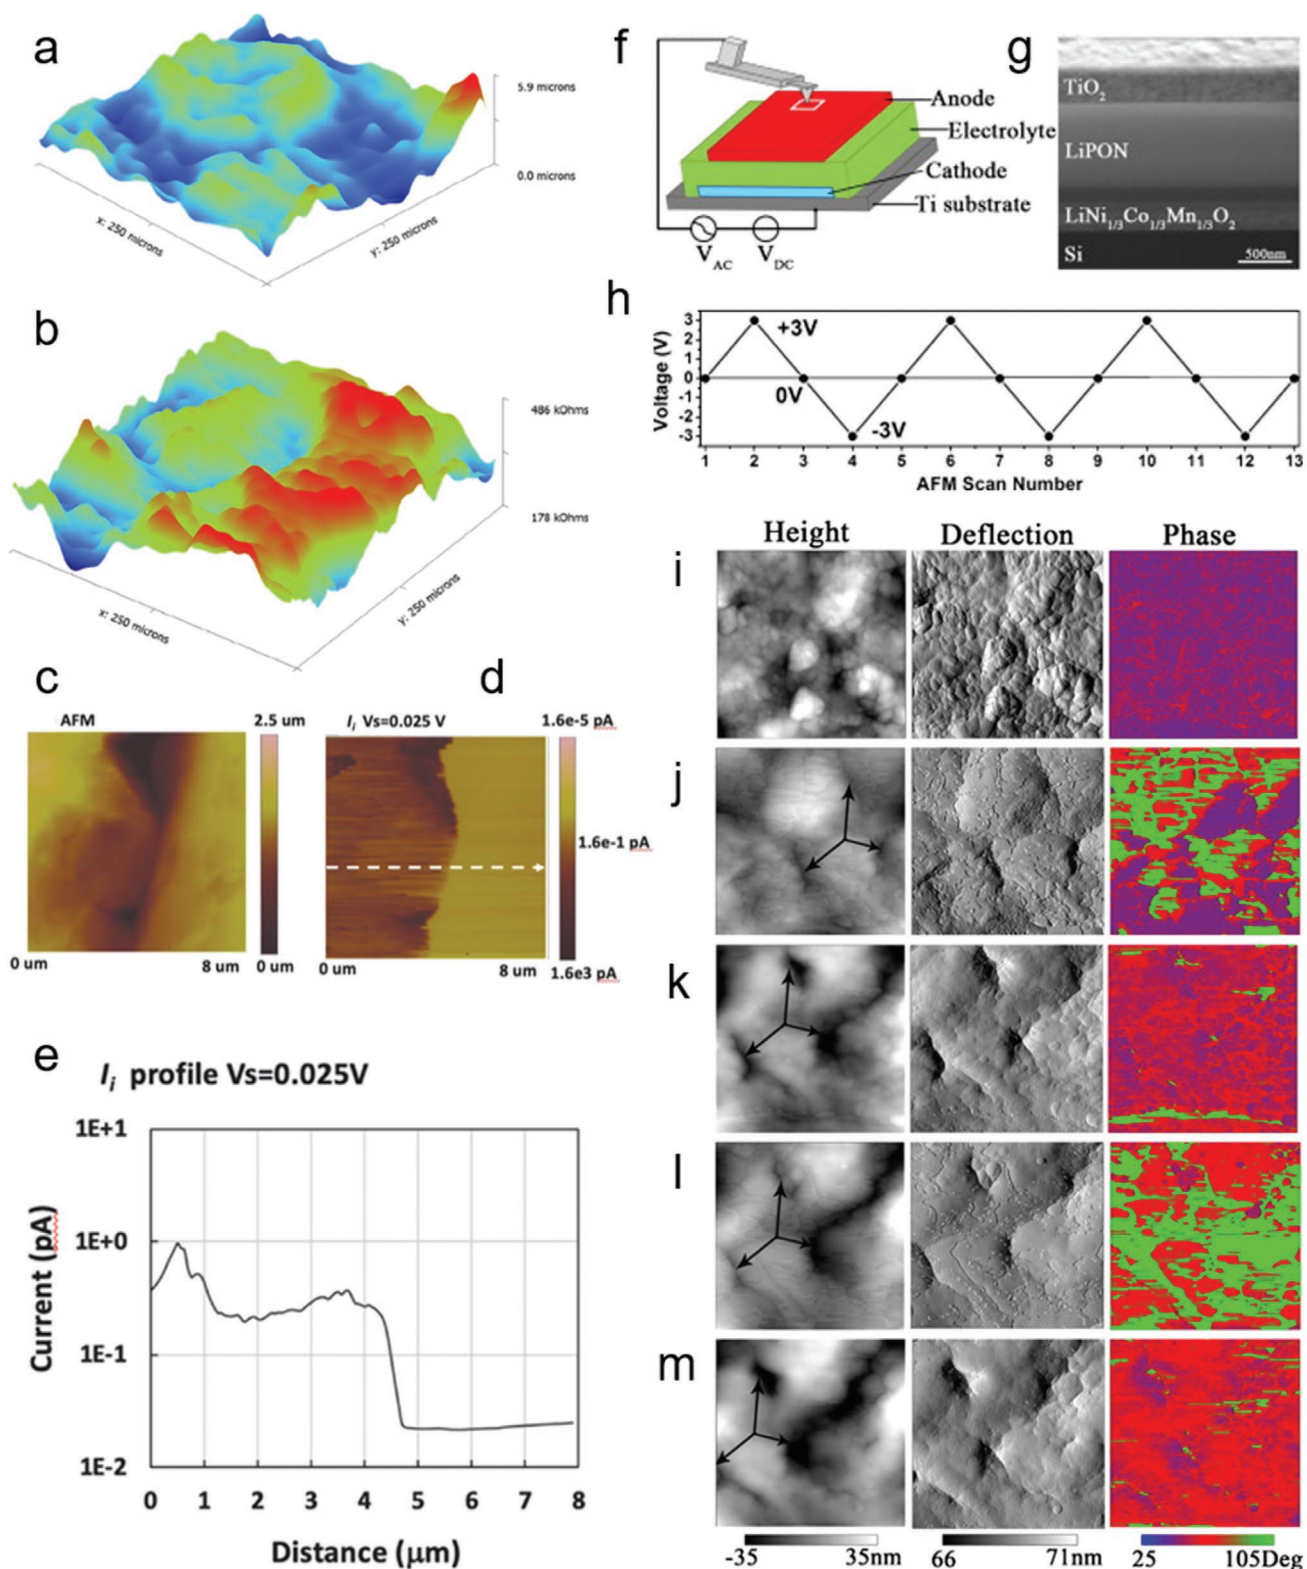 a
5.9 microns
0.0 microns
x: 250 microns
y: 250 microns
b
486 kOhms
178 kOhms
x: 250 microns
y: 250 microns
c
AFM
2.5 um
0 um
8 um
0 um
d
I_i Vs=0.025 V
1.6e-5 pA
1.6e-1 pA
1.6e3 pA
0 um
8 um
e
I_i profile Vs=0.025V
Current (pA)
1E+1
1E+0
1E-1
1E-2
0 1 2 3 4 5 6 7 8
Distance (μm)
f
Anode
Electrolyte
Cathode
Ti substrate
V_AC
V_DC
g
TiO₂
LiPON
LiNi₁/₃Co₁/₃Mn₁/₃O₂
Si
500nm
h
Voltage (V)
3
2
1
0
-1
-2
-3
+3V
0V
-3V
1 2 3 4 5 6 7 8 9 10 11 12 13
AFM Scan Number
Height Deflection Phase
i
j
k
l
m
-35 35nm
66 71nm
25 105Deg